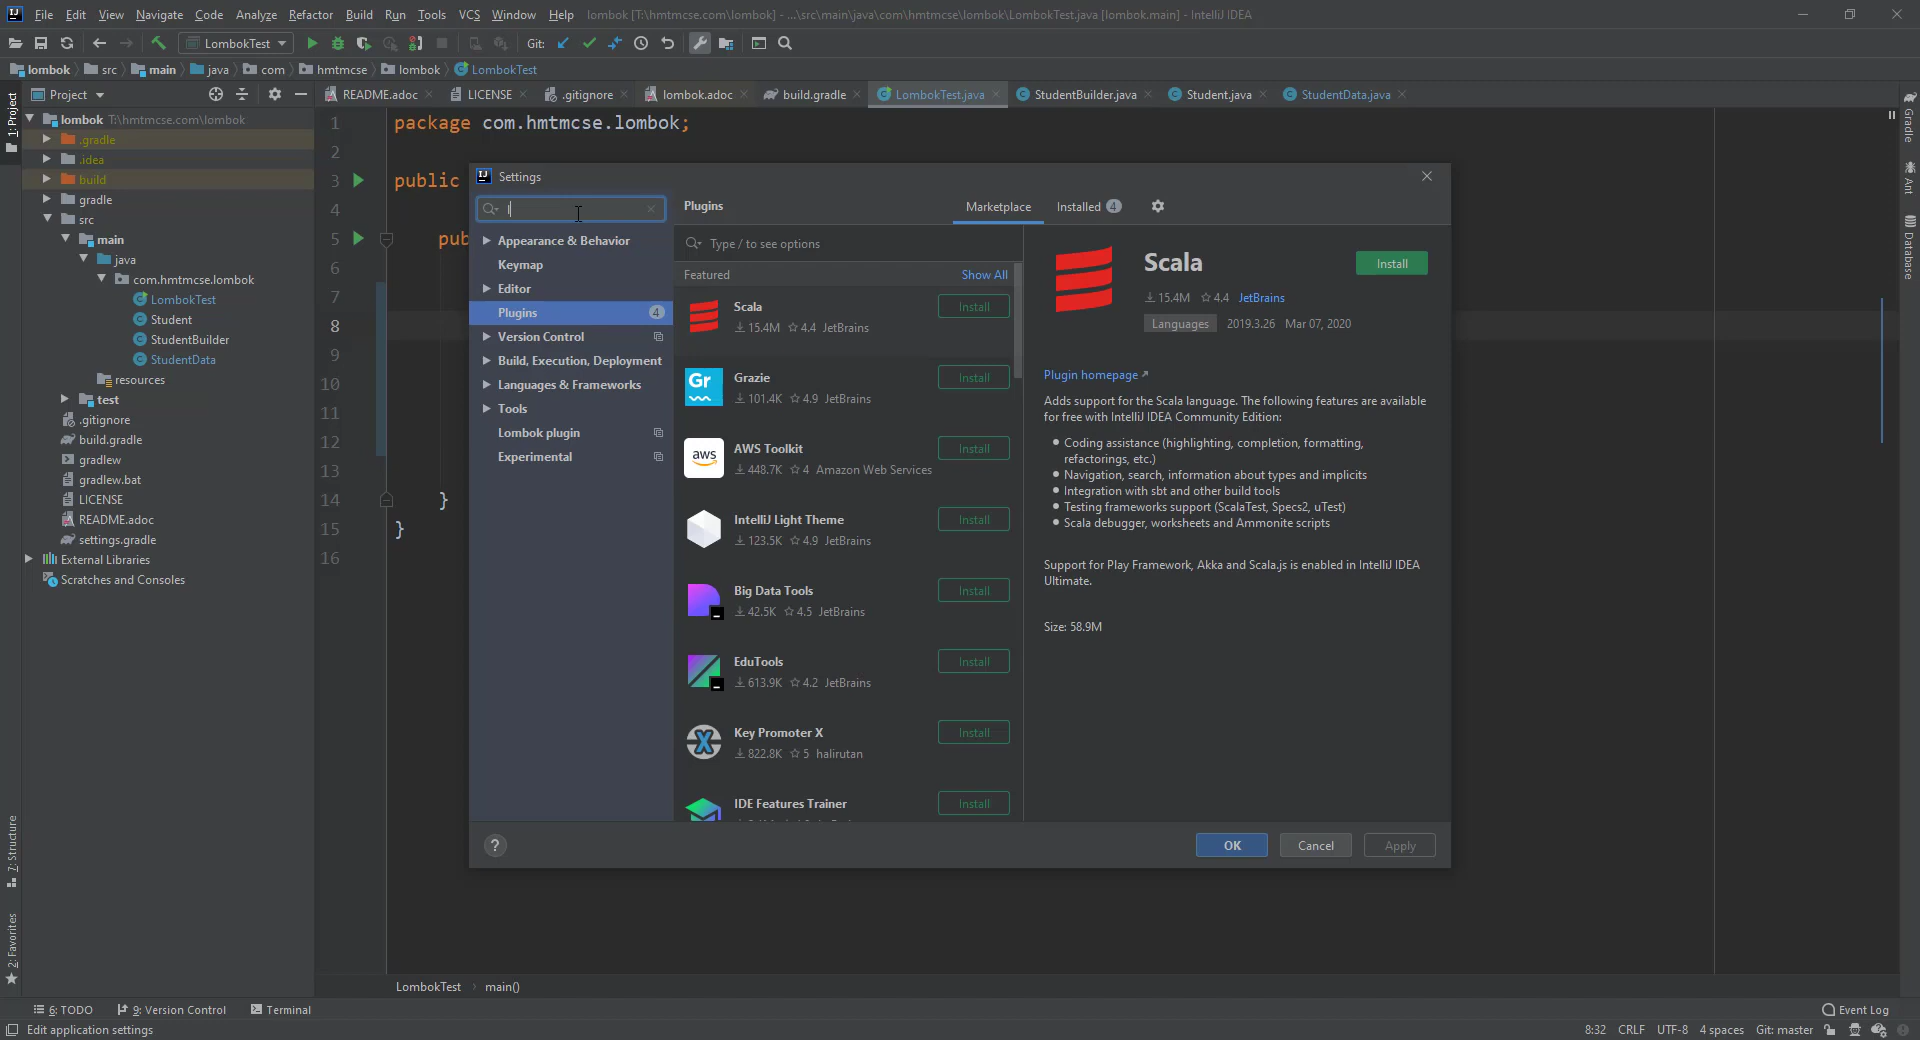 File Edit View Navigate Code Analyze Refactor Build Run Tools VCS Window Help lombok [T:\hmtmcse.com\lombok] - ...\src\main\java\com\hmtmcse\lombok\LombokTest.java [lombok.main] - IntelliJ IDEA
LombokTest Git:
lombok src main java com hmtmcse lombok LombokTest
Project README.adoc LICENSE .gitignore lombok.adoc build.gradle LombokTest.java StudentBuilder.java Student.java StudentData.java
1: Project
7: Structure
2: Favorites
lombok T:\hmtmcse.com\lombok
.gradle
.idea
build
gradle
src
main
java
com.hmtmcse.lombok
LombokTest
Student
StudentBuilder
StudentData
resources
test
.gitignore
build.gradle
gradlew
gradlew.bat
LICENSE
README.adoc
settings.gradle
External Libraries
Scratches and Consoles
1 package com.hmtmcse.lombok;
2
3 public
4
5 pub
6
7
8
9
10
11
12
13
14 }
15 }
16
Settings
l
Appearance & Behavior
Keymap
Editor
Plugins 4
Version Control
Build, Execution, Deployment
Languages & Frameworks
Tools
Lombok plugin
Experimental
Plugins Marketplace Installed 4
Type / to see options
Featured Show All
Scala Install
15.4M 4.4 JetBrains
Grazie Install
101.4K 4.9 JetBrains
AWS Toolkit Install
448.7K 4 Amazon Web Services
IntelliJ Light Theme Install
123.5K 4.9 JetBrains
Big Data Tools Install
42.5K 4.5 JetBrains
EduTools Install
613.9K 4.2 JetBrains
Key Promoter X Install
822.8K 5 halirutan
IDE Features Trainer Install
Gr
aws
Scala Install
15.4M 4.4 JetBrains
Languages 2019.3.26 Mar 07, 2020
Plugin homepage
Adds support for the Scala language. The following features are available
for free with IntelliJ IDEA Community Edition:
Coding assistance (highlighting, completion, formatting,
refactorings, etc.)
Navigation, search, information about types and implicits
Integration with sbt and other build tools
Testing frameworks support (ScalaTest, Specs2, uTest)
Scala debugger, worksheets and Ammonite scripts
Support for Play Framework, Akka and Scala.js is enabled in IntelliJ IDEA
Ultimate.
Size: 58.9M
? OK Cancel Apply
Gradle
Ant
Database
LombokTest main()
6: TODO 9: Version Control Terminal Event Log
Edit application settings 8:32 CRLF UTF-8 4 spaces Git: master